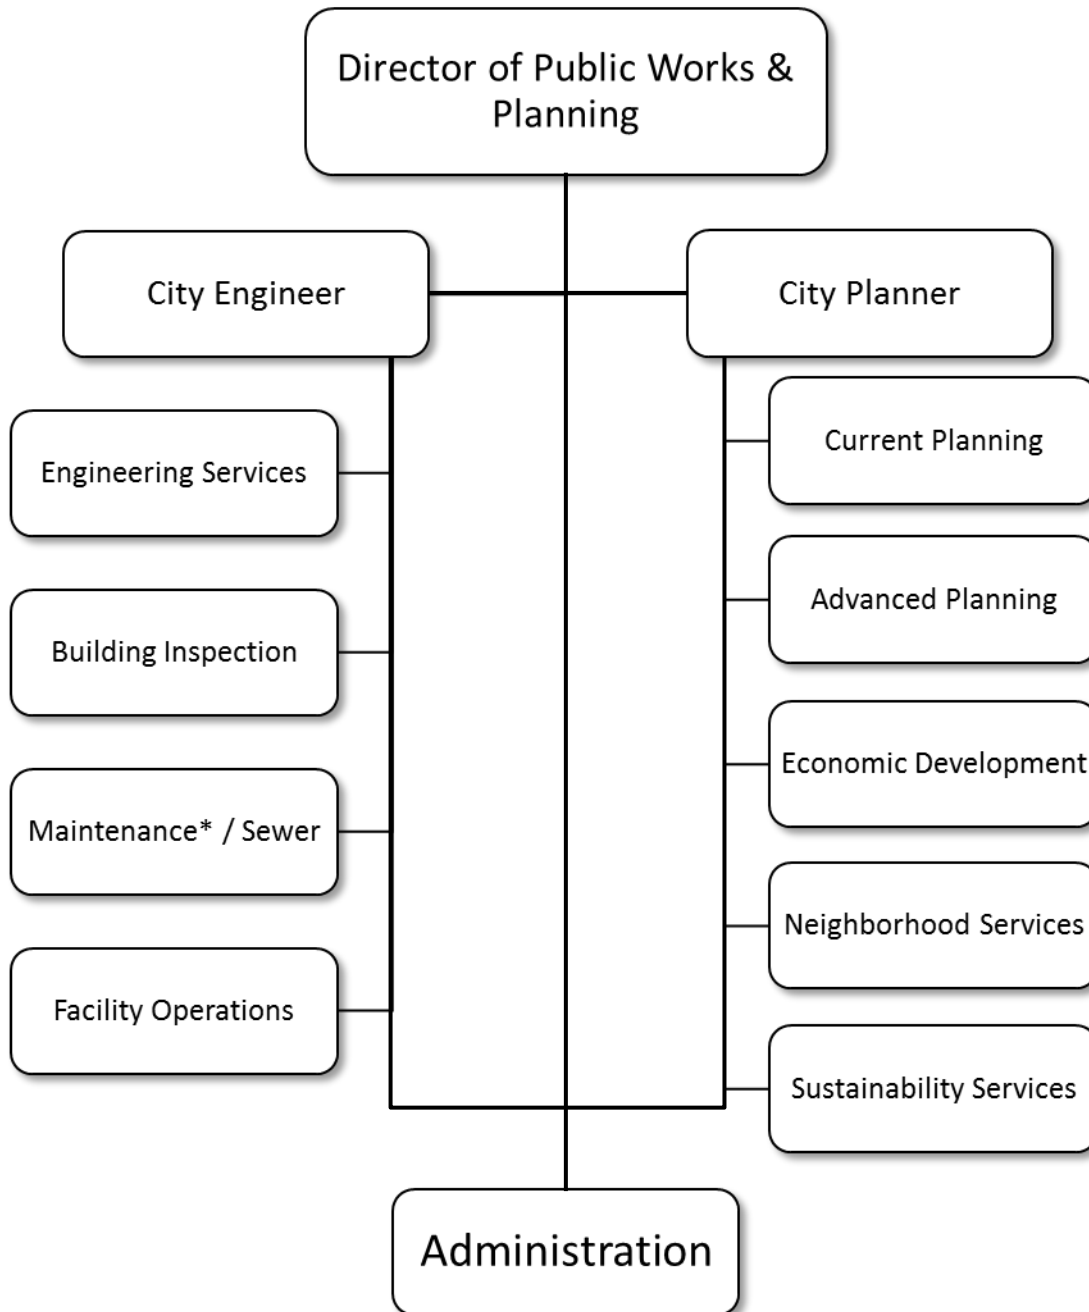 Director of Public Works &
Planning
City Engineer
City Planner
Engineering Services
Building Inspection
Maintenance* / Sewer
Facility Operations
Current Planning
Advanced Planning
Economic Development
Neighborhood Services
Sustainability Services
Administration